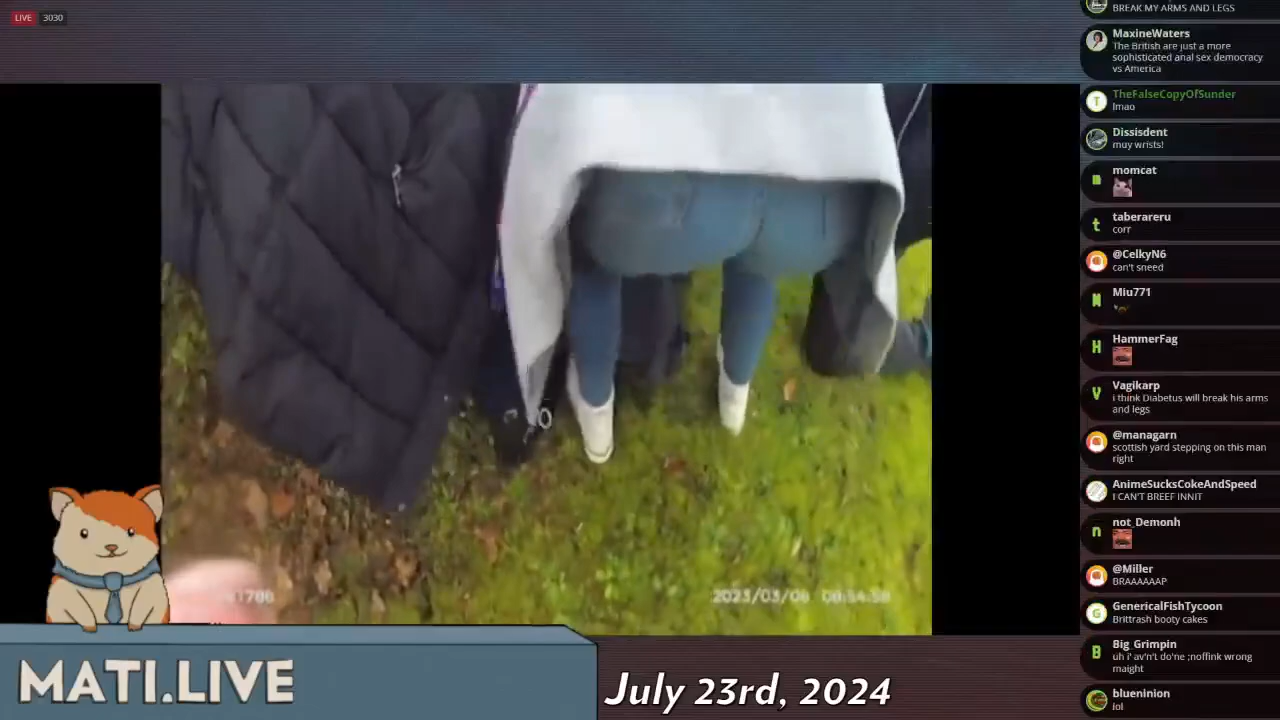 LIVE 3030
BREAK MY ARMS AND LEGS
MaxineWaters
The British are just a more
sophisticated anal sex democracy
vs America
TheFalseCopyOfSunder
lmao
Dissisdent
muy wrists!
momcat
taberareru
corr
@CelkyN6
can't sneed
Miu771
HammerFag
Vagikarp
i think Diabetus will break his arms
and legs
@managarn
scottish yard stepping on this man
right
AnimeSucksCokeAndSpeed
I CAN'T BREEF INNIT
not_Demonh
@Miller
BRAAAAAAP
GenericalFishTycoon
Brittrash booty cakes
Big_Grimpin
uh i' av'n't do'ne ;noffink wrong
maight
blueninion
lol
MATI.LIVE
July 23rd, 2024